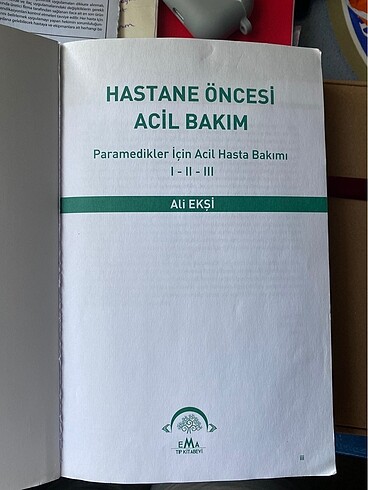 HASTANE ÖNCESİ
ACİL BAKIM
Paramedikler İçin Acil Hasta Bakımı
I - II - III
Ali EKŞİ
EMA
TIP KİTABEVİ
iii